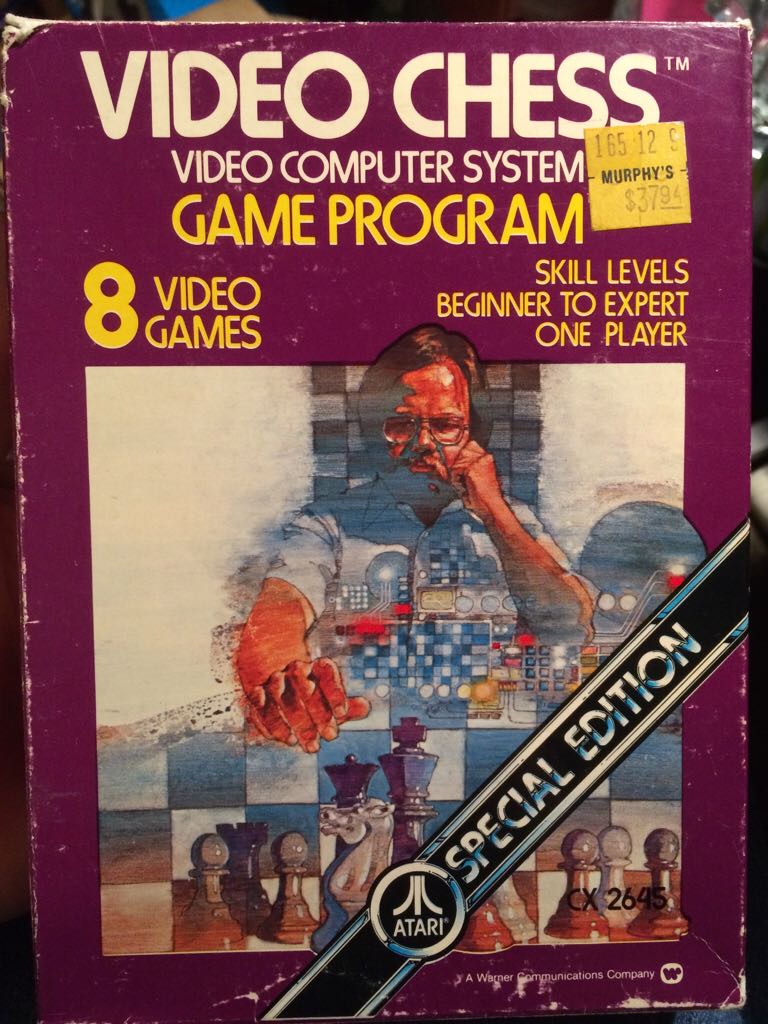 VIDEO CHESS™
VIDEO COMPUTER SYSTEM
GAME PROGRAM
165 12 9
MURPHY'S
$37.94
8 VIDEO GAMES
SKILL LEVELS
BEGINNER TO EXPERT
ONE PLAYER
SPECIAL EDITION
ATARI®
CX 2645
A Warner Communications Company